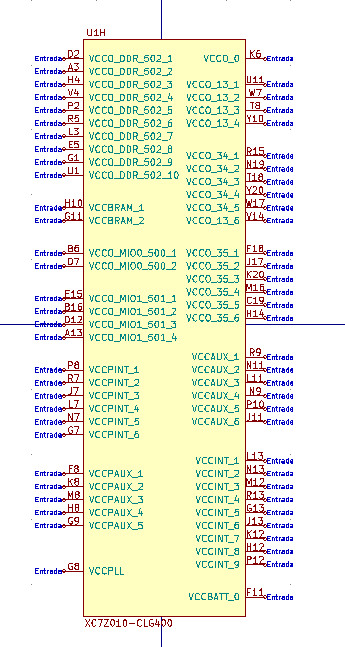 U1H
Entrada D2 VCCO_DDR_502_1
Entrada A3 VCCO_DDR_502_2
Entrada H4 VCCO_DDR_502_3
Entrada V4 VCCO_DDR_502_4
Entrada P2 VCCO_DDR_502_5
Entrada R5 VCCO_DDR_502_6
Entrada L3 VCCO_DDR_502_7
Entrada E5 VCCO_DDR_502_8
Entrada G1 VCCO_DDR_502_9
Entrada U1 VCCO_DDR_502_10
Entrada H10 VCCBRAM_1
Entrada G11 VCCBRAM_2
Entrada B6 VCCO_MIO0_500_1
Entrada D7 VCCO_MIO0_500_2
Entrada F15 VCCO_MIO1_501_1
Entrada B16 VCCO_MIO1_501_2
Entrada D12 VCCO_MIO1_501_3
Entrada A13 VCCO_MIO1_501_4
Entrada P8 VCCPINT_1
Entrada R7 VCCPINT_2
Entrada J7 VCCPINT_3
Entrada L7 VCCPINT_4
Entrada N7 VCCPINT_5
Entrada G7 VCCPINT_6
Entrada F8 VCCPAUX_1
Entrada K8 VCCPAUX_2
Entrada M8 VCCPAUX_3
Entrada H8 VCCPAUX_4
Entrada G9 VCCPAUX_5
Entrada G8 VCCPLL
VCCO_0 K6 Entrada
VCCO_13_1 U11 Entrada
VCCO_13_2 W7 Entrada
VCCO_13_3 T8 Entrada
VCCO_13_4 Y10 Entrada
VCCO_34_1 R15 Entrada
VCCO_34_2 N19 Entrada
VCCO_34_3 T18 Entrada
VCCO_34_4 Y20 Entrada
VCCO_34_5 W17 Entrada
VCCO_13_6 V14 Entrada
VCCO_35_1 F18 Entrada
VCCO_35_2 J17 Entrada
VCCO_35_3 K20 Entrada
VCCO_35_4 M16 Entrada
VCCO_35_5 C19 Entrada
VCCO_35_6 H14 Entrada
VCCAUX_1 R9 Entrada
VCCAUX_2 N11 Entrada
VCCAUX_3 L11 Entrada
VCCAUX_4 N9 Entrada
VCCAUX_5 P10 Entrada
VCCAUX_6 J11 Entrada
VCCINT_1 L13 Entrada
VCCINT_2 N13 Entrada
VCCINT_3 M12 Entrada
VCCINT_4 R13 Entrada
VCCINT_5 G13 Entrada
VCCINT_6 J13 Entrada
VCCINT_7 K12 Entrada
VCCINT_8 H12 Entrada
VCCINT_9 P12 Entrada
VCCBATT_0 F11 Entrada
XC7Z010-CLG400